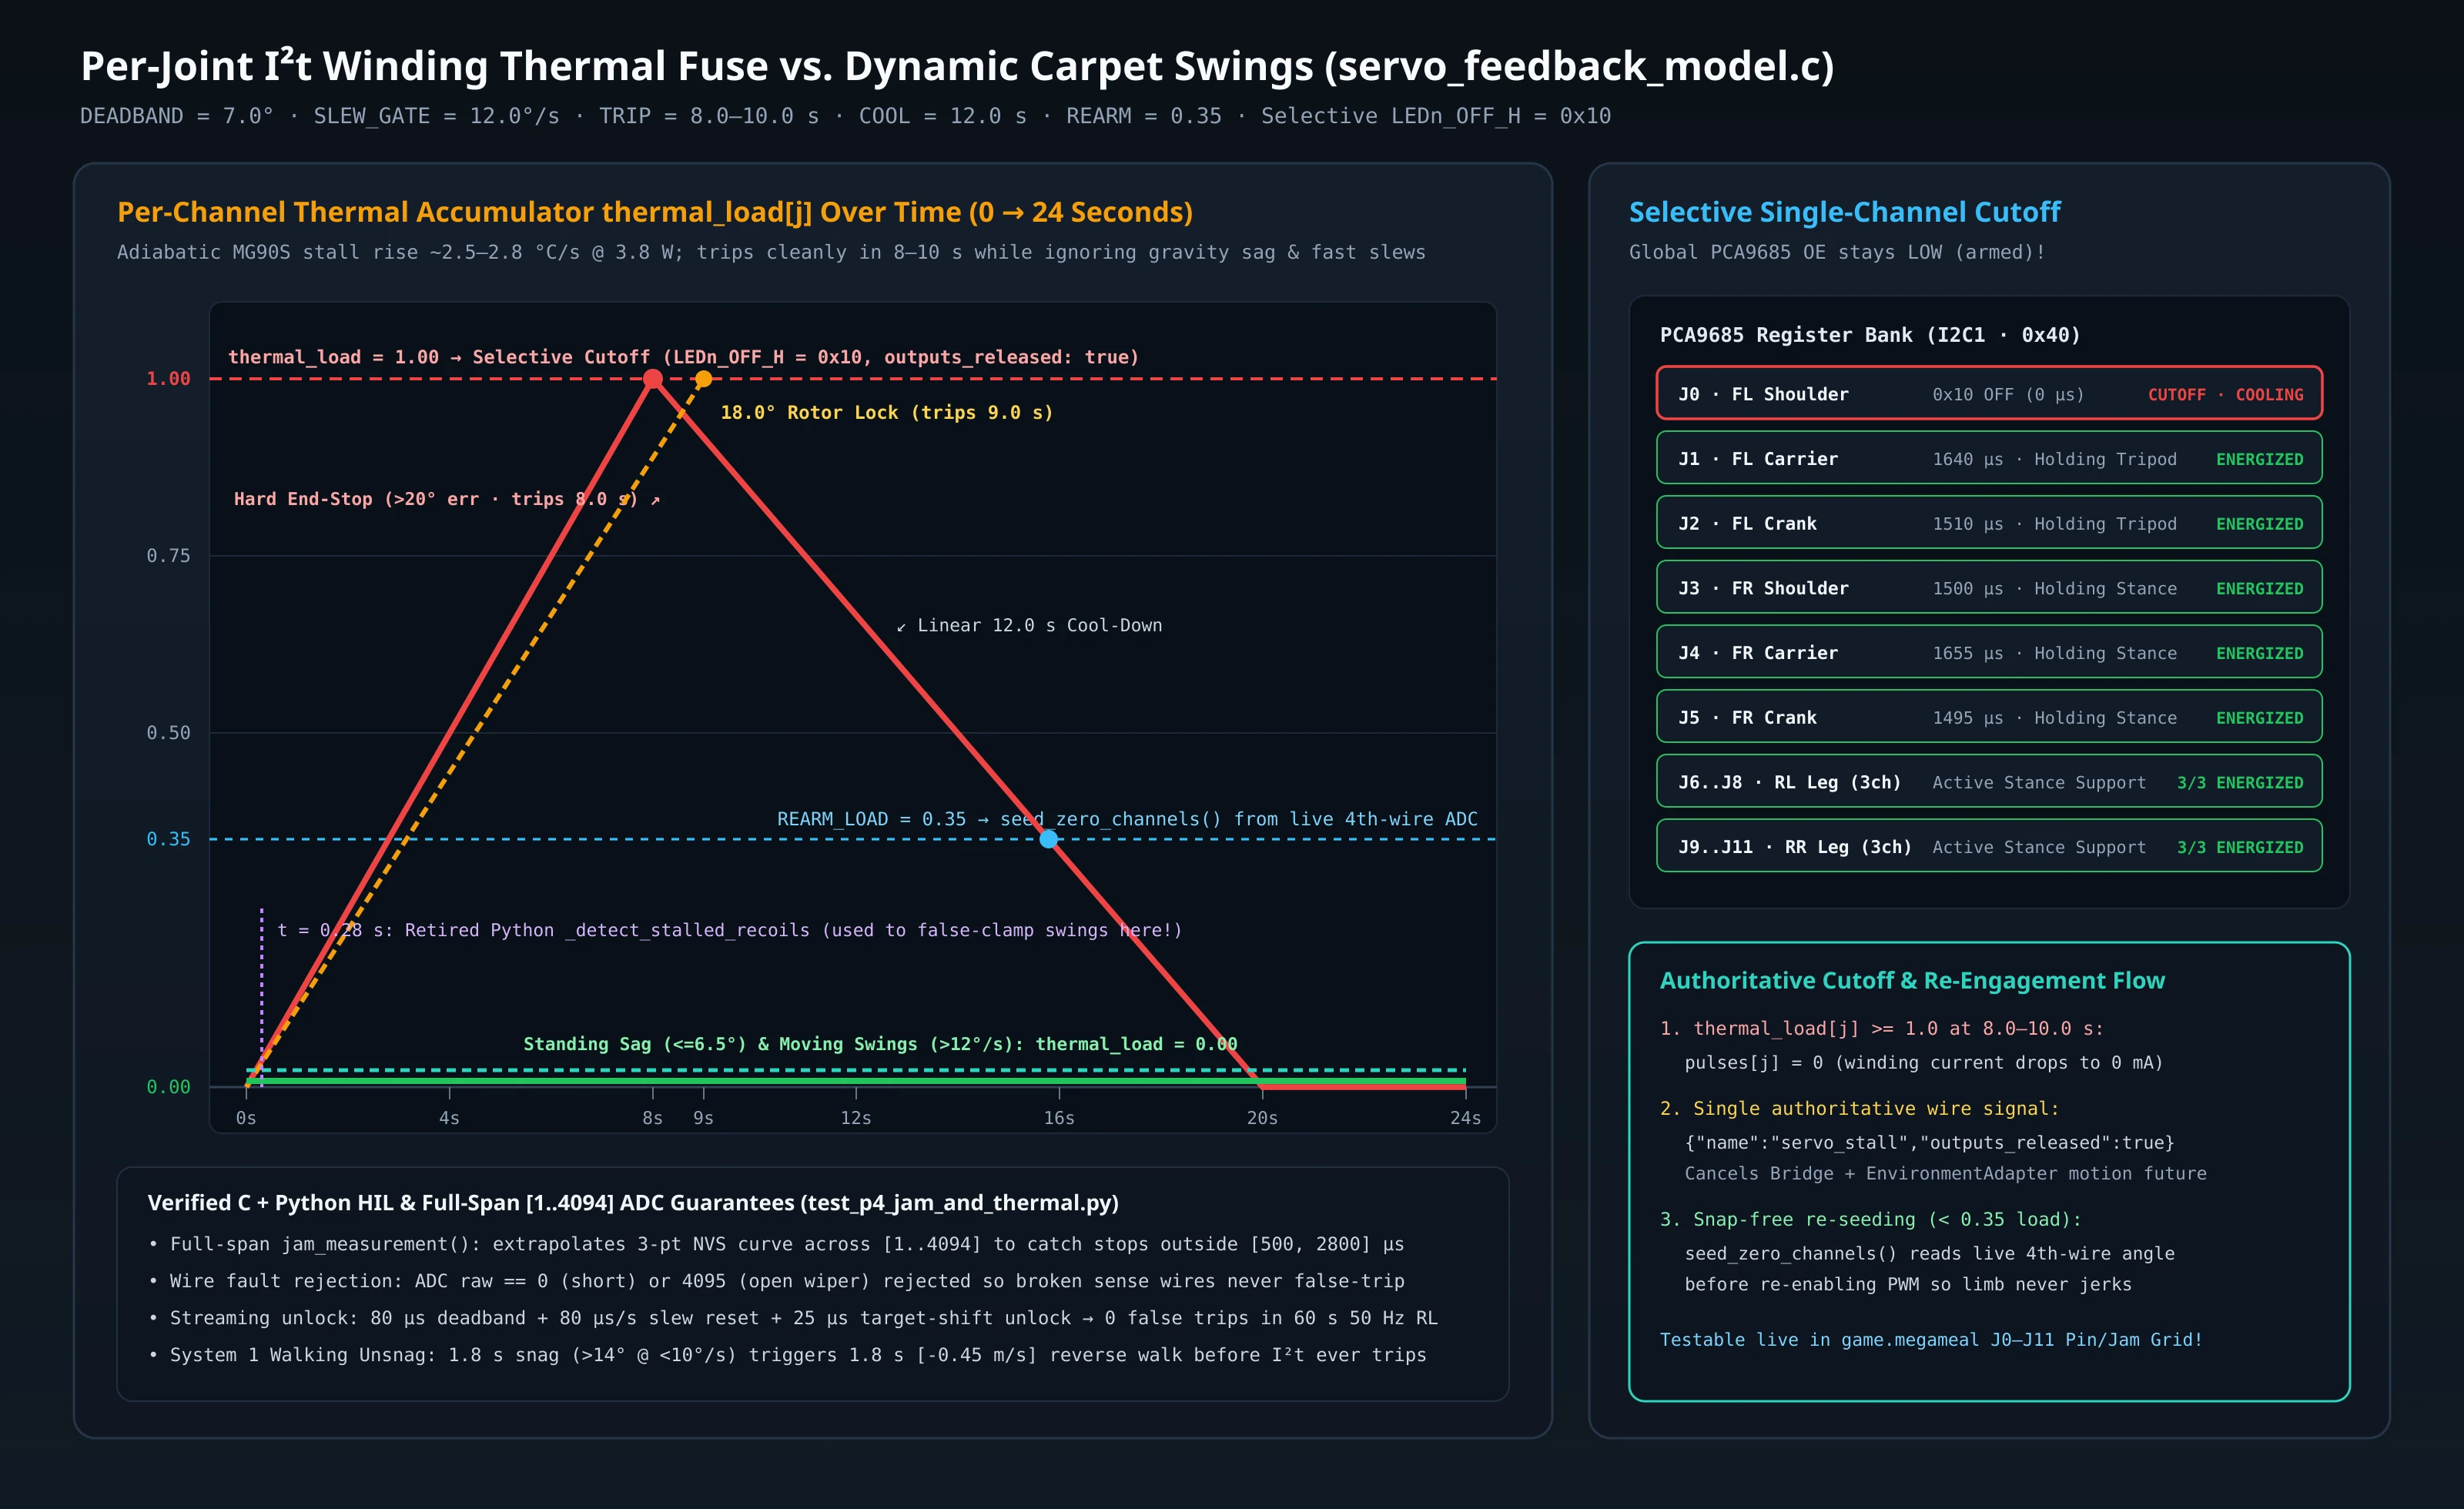 Per-Joint I²t Winding Thermal Fuse vs. Dynamic Carpet Swings (servo_feedback_model.c)
DEADBAND = 7.0° · SLEW_GATE = 12.0°/s · TRIP = 8.0–10.0 s · COOL = 12.0 s · REARM = 0.35 · Selective LEDn_OFF_H = 0x10
Per-Channel Thermal Accumulator thermal_load[j] Over Time (0 → 24 Seconds)
Adiabatic MG90S stall rise ~2.5–2.8 °C/s @ 3.8 W; trips cleanly in 8–10 s while ignoring gravity sag & fast slews
thermal_load = 1.00 → Selective Cutoff (LEDn_OFF_H = 0x10, outputs_released: true)
1.00
18.0° Rotor Lock (trips 9.0 s)
Hard End-Stop (>20° err · trips 8.0 s) ↗
0.75
↙ Linear 12.0 s Cool-Down
0.50
REARM_LOAD = 0.35 → seed_zero_channels() from live 4th-wire ADC
0.35
t = 0.28 s: Retired Python _detect_stalled_recoils (used to false-clamp swings here!)
Standing Sag (<=6.5°) & Moving Swings (>12°/s): thermal_load = 0.00
0.00
0s 4s 8s 9s 12s 16s 20s 24s
Verified C + Python HIL & Full-Span [1..4094] ADC Guarantees (test_p4_jam_and_thermal.py)
• Full-span jam_measurement(): extrapolates 3-pt NVS curve across [1..4094] to catch stops outside [500, 2800] µs
• Wire fault rejection: ADC raw == 0 (short) or 4095 (open wiper) rejected so broken sense wires never false-trip
• Streaming unlock: 80 µs deadband + 80 µs/s slew reset + 25 µs target-shift unlock → 0 false trips in 60 s 50 Hz RL
• System 1 Walking Unsnag: 1.8 s snag (>14° @ <10°/s) triggers 1.8 s [-0.45 m/s] reverse walk before I²t ever trips
Selective Single-Channel Cutoff
Global PCA9685 OE stays LOW (armed)!
PCA9685 Register Bank (I2C1 · 0x40)
J0 · FL Shoulder 0x10 OFF (0 µs) CUTOFF · COOLING
J1 · FL Carrier 1640 µs · Holding Tripod ENERGIZED
J2 · FL Crank 1510 µs · Holding Tripod ENERGIZED
J3 · FR Shoulder 1500 µs · Holding Stance ENERGIZED
J4 · FR Carrier 1655 µs · Holding Stance ENERGIZED
J5 · FR Crank 1495 µs · Holding Stance ENERGIZED
J6..J8 · RL Leg (3ch) Active Stance Support 3/3 ENERGIZED
J9..J11 · RR Leg (3ch) Active Stance Support 3/3 ENERGIZED
Authoritative Cutoff & Re-Engagement Flow
1. thermal_load[j] >= 1.0 at 8.0–10.0 s:
pulses[j] = 0 (winding current drops to 0 mA)
2. Single authoritative wire signal:
{"name":"servo_stall","outputs_released":true}
Cancels Bridge + EnvironmentAdapter motion future
3. Snap-free re-seeding (< 0.35 load):
seed_zero_channels() reads live 4th-wire angle
before re-enabling PWM so limb never jerks
Testable live in game.megameal J0–J11 Pin/Jam Grid!